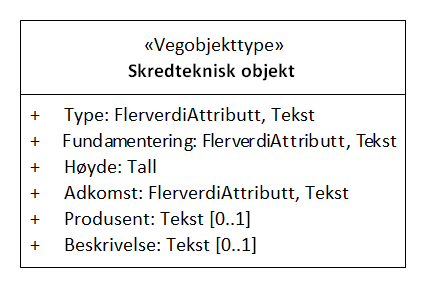 «Vegobjekttype»
Skredteknisk objekt
+ Type: FlerverdiAttributt, Tekst
+ Fundamentering: FlerverdiAttributt, Tekst
+ Høyde: Tall
+ Adkomst: FlerverdiAttributt, Tekst
+ Produsent: Tekst [0..1]
+ Beskrivelse: Tekst [0..1]